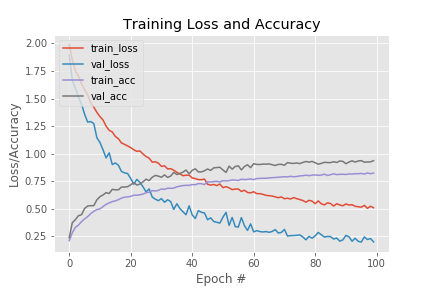 Training Loss and Accuracy
2.00
1.75
1.50
1.25
1.00
0.75
0.50
0.25
Loss/Accuracy
train_loss
val_loss
train_acc
val_acc
0
20
40
60
80
100
Epoch #